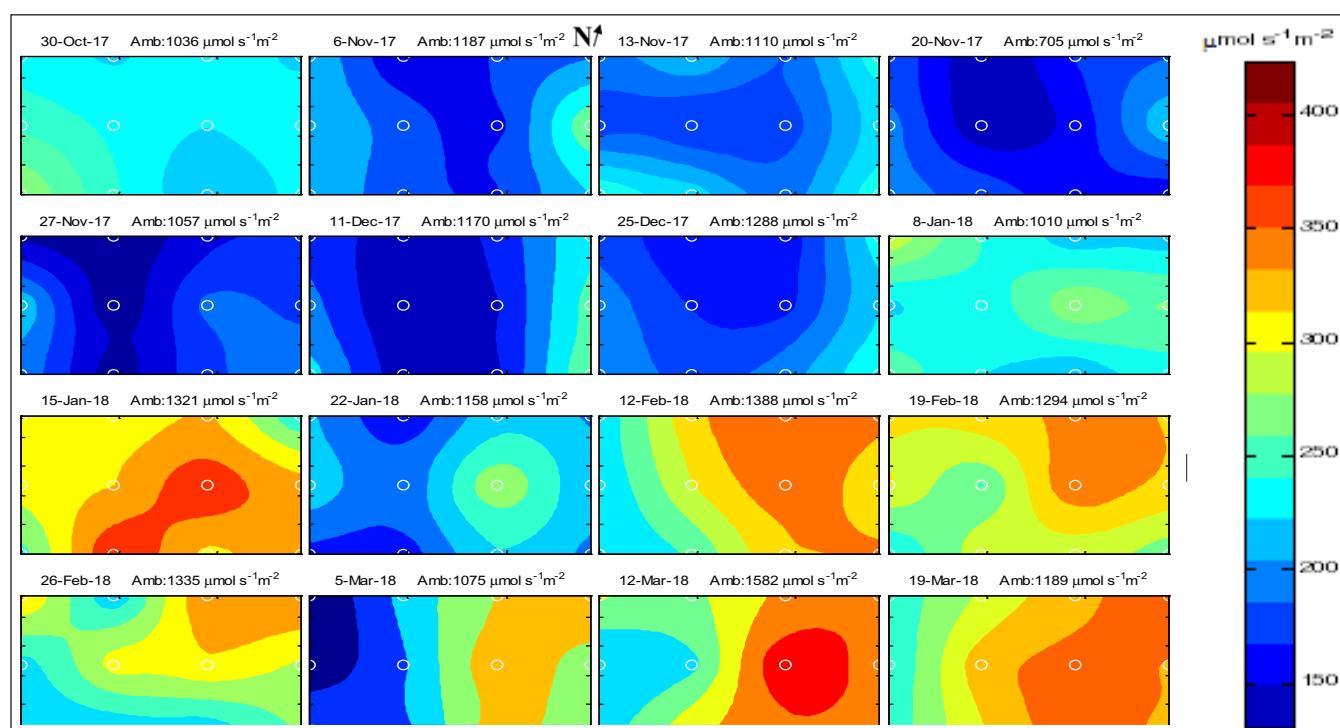 30-Oct-17 Amb:1036 μmol s⁻¹m⁻² 6-Nov-17 Amb:1187 μmol s⁻¹m⁻² N 13-Nov-17 Amb:1110 μmol s⁻¹m⁻² 20-Nov-17 Amb:705 μmol s⁻¹m⁻² μmol s⁻¹m⁻²
400
27-Nov-17 Amb:1057 μmol s⁻¹m⁻² 11-Dec-17 Amb:1170 μmol s⁻¹m⁻² 25-Dec-17 Amb:1288 μmol s⁻¹m⁻² 8-Jan-18 Amb:1010 μmol s⁻¹m⁻²
350
300
15-Jan-18 Amb:1321 μmol s⁻¹m⁻² 22-Jan-18 Amb:1158 μmol s⁻¹m⁻² 12-Feb-18 Amb:1388 μmol s⁻¹m⁻² 19-Feb-18 Amb:1294 μmol s⁻¹m⁻²
250
200
26-Feb-18 Amb:1335 μmol s⁻¹m⁻² 5-Mar-18 Amb:1075 μmol s⁻¹m⁻² 12-Mar-18 Amb:1582 μmol s⁻¹m⁻² 19-Mar-18 Amb:1189 μmol s⁻¹m⁻²
150